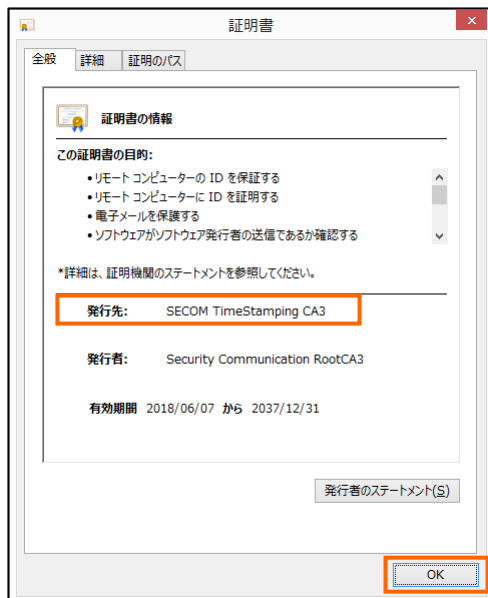 証明書
全般 詳細 証明のパス
証明書の情報
この証明書の目的:
•リモート コンピューターの ID を保証する
•リモート コンピューターに ID を証明する
•電子メールを保護する
•ソフトウェアがソフトウェア発行者の送信であるか確認する
*詳細は、証明機関のステートメントを参照してください。
発行先: SECOM TimeStamping CA3
発行者: Security Communication RootCA3
有効期間 2018/06/07 から 2037/12/31
発行者のステートメント(S)
OK